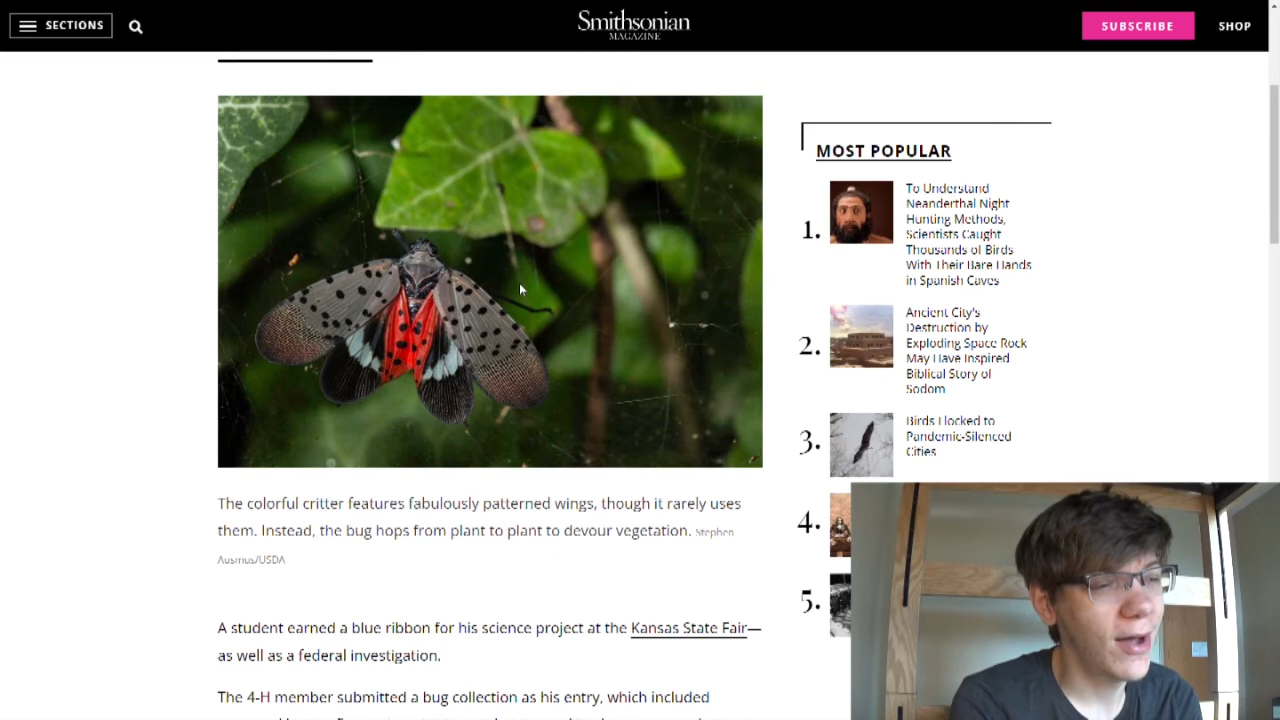 SECTIONS
Smithsonian
MAGAZINE
SUBSCRIBE
SHOP
The colorful critter features fabulously patterned wings, though it rarely uses
them. Instead, the bug hops from plant to plant to devour vegetation. Stephen
Ausmus/USDA
A student earned a blue ribbon for his science project at the Kansas State Fair—
as well as a federal investigation.
The 4-H member submitted a bug collection as his entry, which included
MOST POPULAR
1.
To Understand
Neanderthal Night
Hunting Methods,
Scientists Caught
Thousands of Birds
With Their Bare Hands
in Spanish Caves
2.
Ancient City's
Destruction by
Exploding Space Rock
May Have Inspired
Biblical Story of
Sodom
3.
Birds Flocked to
Pandemic-Silenced
Cities
4.
5.